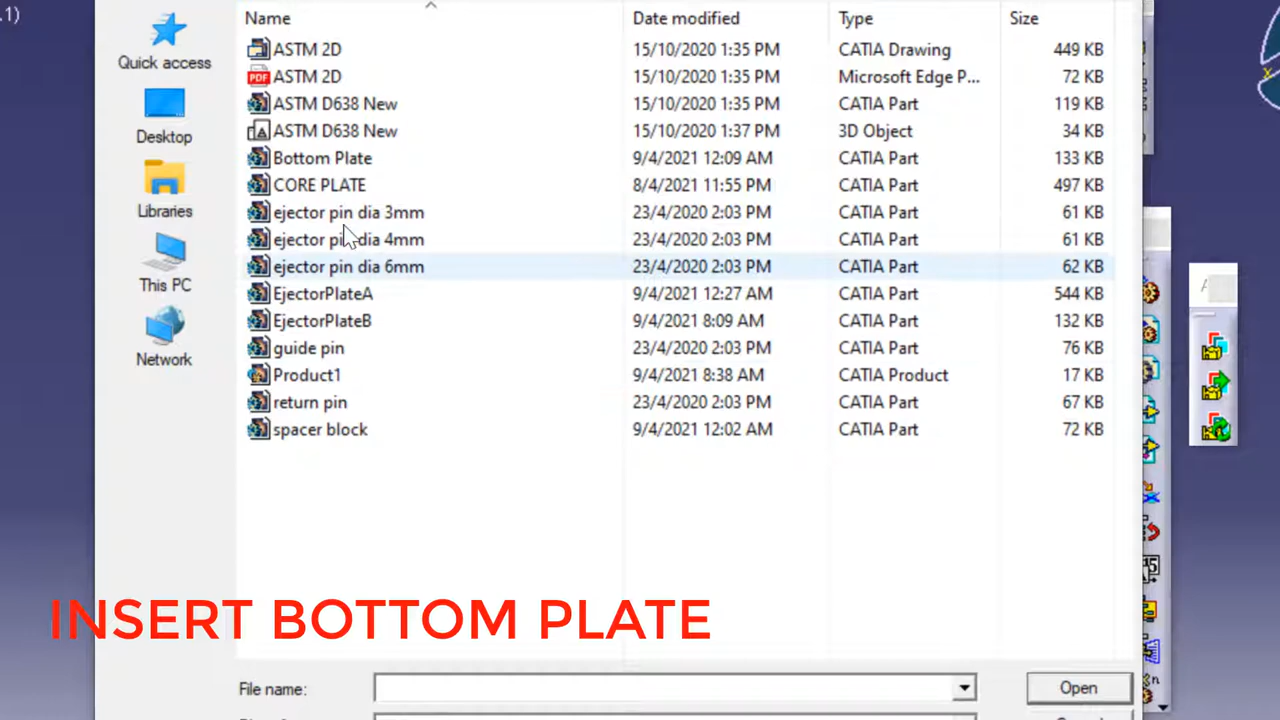 .1)
Name Date modified Type Size
Quick access
Desktop
Libraries
This PC
Network
ASTM 2D 15/10/2020 1:35 PM CATIA Drawing 449 KB
ASTM 2D 15/10/2020 1:35 PM Microsoft Edge P... 72 KB
ASTM D638 New 15/10/2020 1:35 PM CATIA Part 119 KB
ASTM D638 New 15/10/2020 1:37 PM 3D Object 34 KB
Bottom Plate 9/4/2021 12:09 AM CATIA Part 133 KB
CORE PLATE 8/4/2021 11:55 PM CATIA Part 497 KB
ejector pin dia 3mm 23/4/2020 2:03 PM CATIA Part 61 KB
ejector pin dia 4mm 23/4/2020 2:03 PM CATIA Part 61 KB
ejector pin dia 6mm 23/4/2020 2:03 PM CATIA Part 62 KB
EjectorPlateA 9/4/2021 12:27 AM CATIA Part 544 KB
EjectorPlateB 9/4/2021 8:09 AM CATIA Part 132 KB
guide pin 23/4/2020 2:03 PM CATIA Part 76 KB
Product1 9/4/2021 8:38 AM CATIA Product 17 KB
return pin 23/4/2020 2:03 PM CATIA Part 67 KB
spacer block 9/4/2021 12:02 AM CATIA Part 72 KB
INSERT BOTTOM PLATE
File name: Open